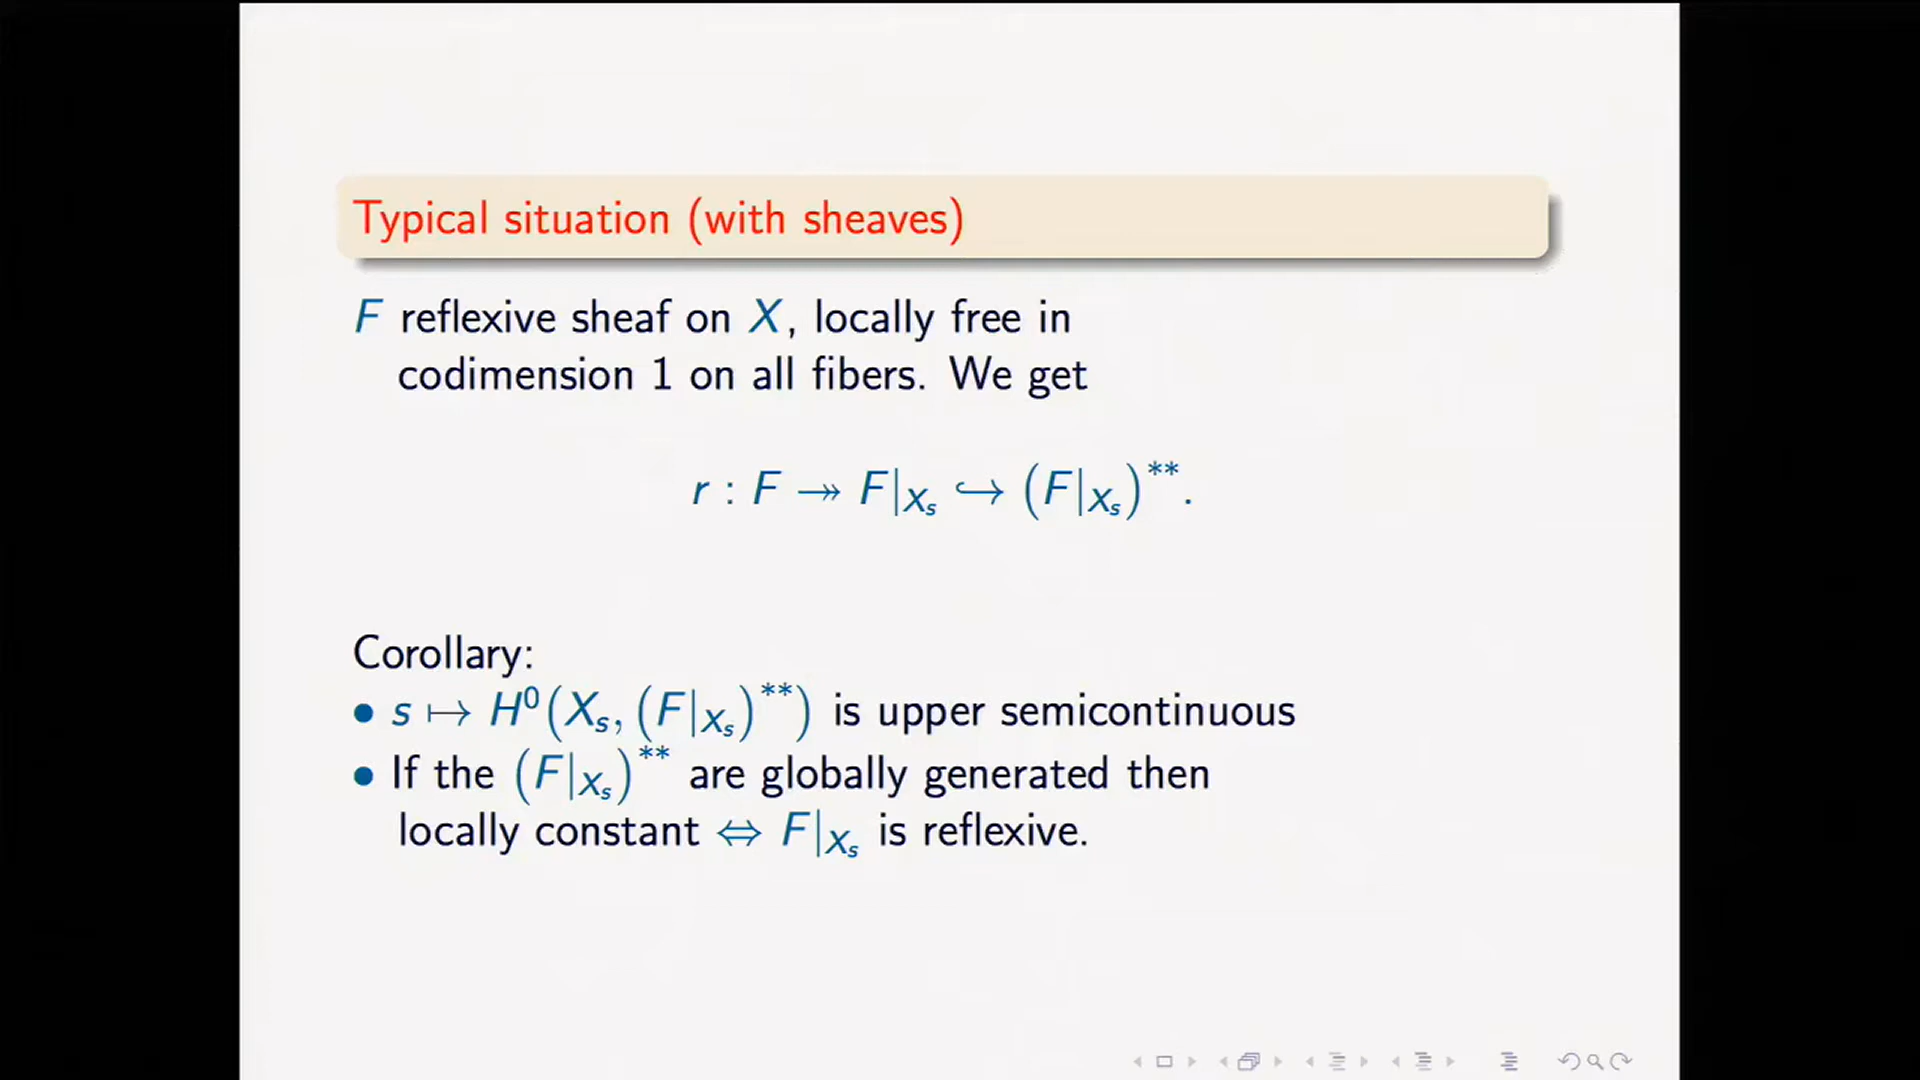 Typical situation (with sheaves)
F reflexive sheaf on X, locally free in
codimension 1 on all fibers. We get
r : F ↠ F|_{X_s} ↪ (F|_{X_s})^{**}.
Corollary:
• s ↦ H^0(X_s, (F|_{X_s})^{**}) is upper semicontinuous
• If the (F|_{X_s})^{**} are globally generated then
locally constant ⇔ F|_{X_s} is reflexive.